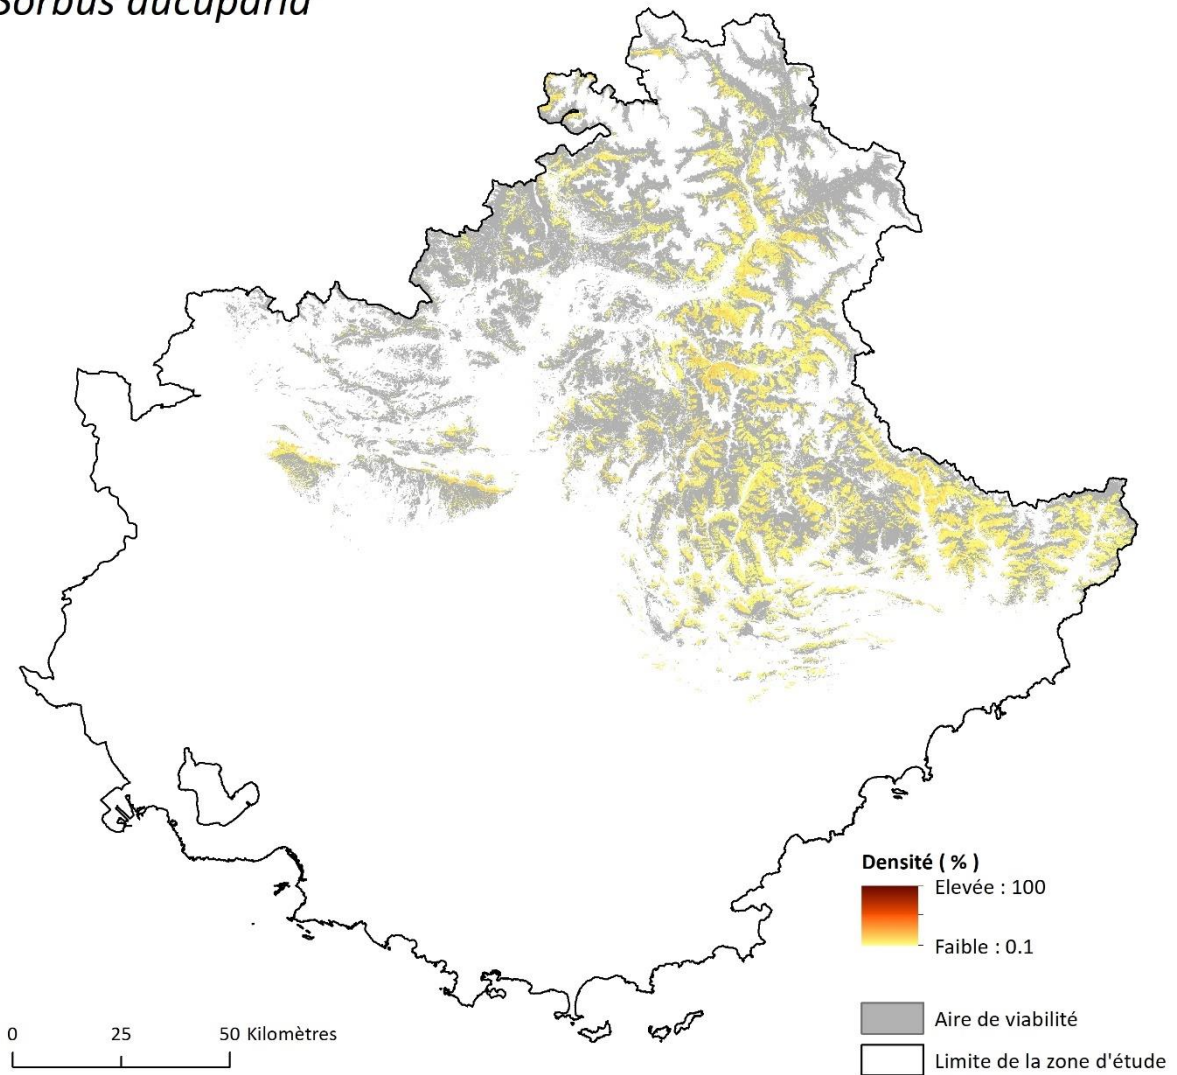 Sorbus aucuparia
Densité ( % )
Elevée : 100
Faible : 0.1
Aire de viabilité
Limite de la zone d'étude
0 25 50 Kilomètres